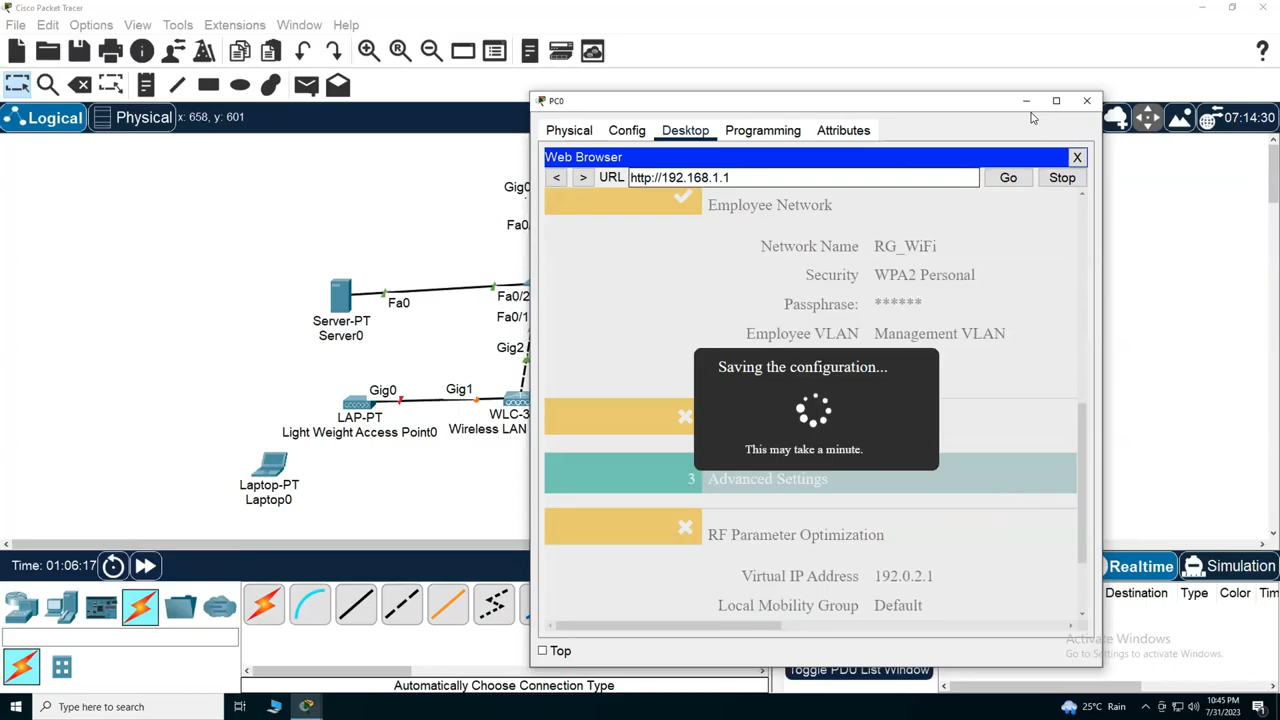 Cisco Packet Tracer
File Edit Options View Tools Extensions Window Help
Logical Physical x: 658, y: 601
07:14:30
PC0
Physical Config Desktop Programming Attributes
Web Browser X
< > URL http://192.168.1.1 Go Stop
Employee Network
Network Name RG_WiFi
Security WPA2 Personal
Passphrase: ******
Employee VLAN Management VLAN
Saving the configuration...
This may take a minute.
3 Advanced Settings
RF Parameter Optimization
Virtual IP Address 192.0.2.1
Local Mobility Group Default
Top
Gig0
Fa0
Fa0/2
Fa0
Server-PT
Server0
Fa0/1
Gig2
Gig0 Gig1
LAP-PT
Light Weight Access Point0
WLC-3
Wireless LAN
Laptop-PT
Laptop0
Time: 01:06:17
Realtime Simulation
Destination Type Color Tim
Activate Windows
Go to Settings to activate Windows.
Toggle PDU List Window
Automatically Choose Connection Type
Type here to search
25°C Rain
10:45 PM
7/31/2023
1